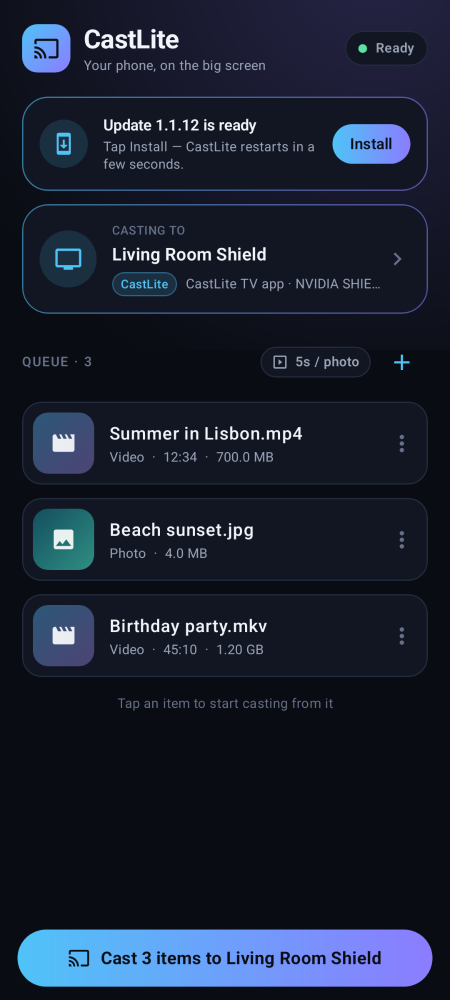 CastLite
Your phone, on the big screen
Ready
Update 1.1.12 is ready
Tap Install — CastLite restarts in a
few seconds.
Install
CASTING TO
Living Room Shield
CastLite CastLite TV app · NVIDIA SHIE…
QUEUE · 3
5s / photo
Summer in Lisbon.mp4
Video · 12:34 · 700.0 MB
Beach sunset.jpg
Photo · 4.0 MB
Birthday party.mkv
Video · 45:10 · 1.20 GB
Tap an item to start casting from it
Cast 3 items to Living Room Shield